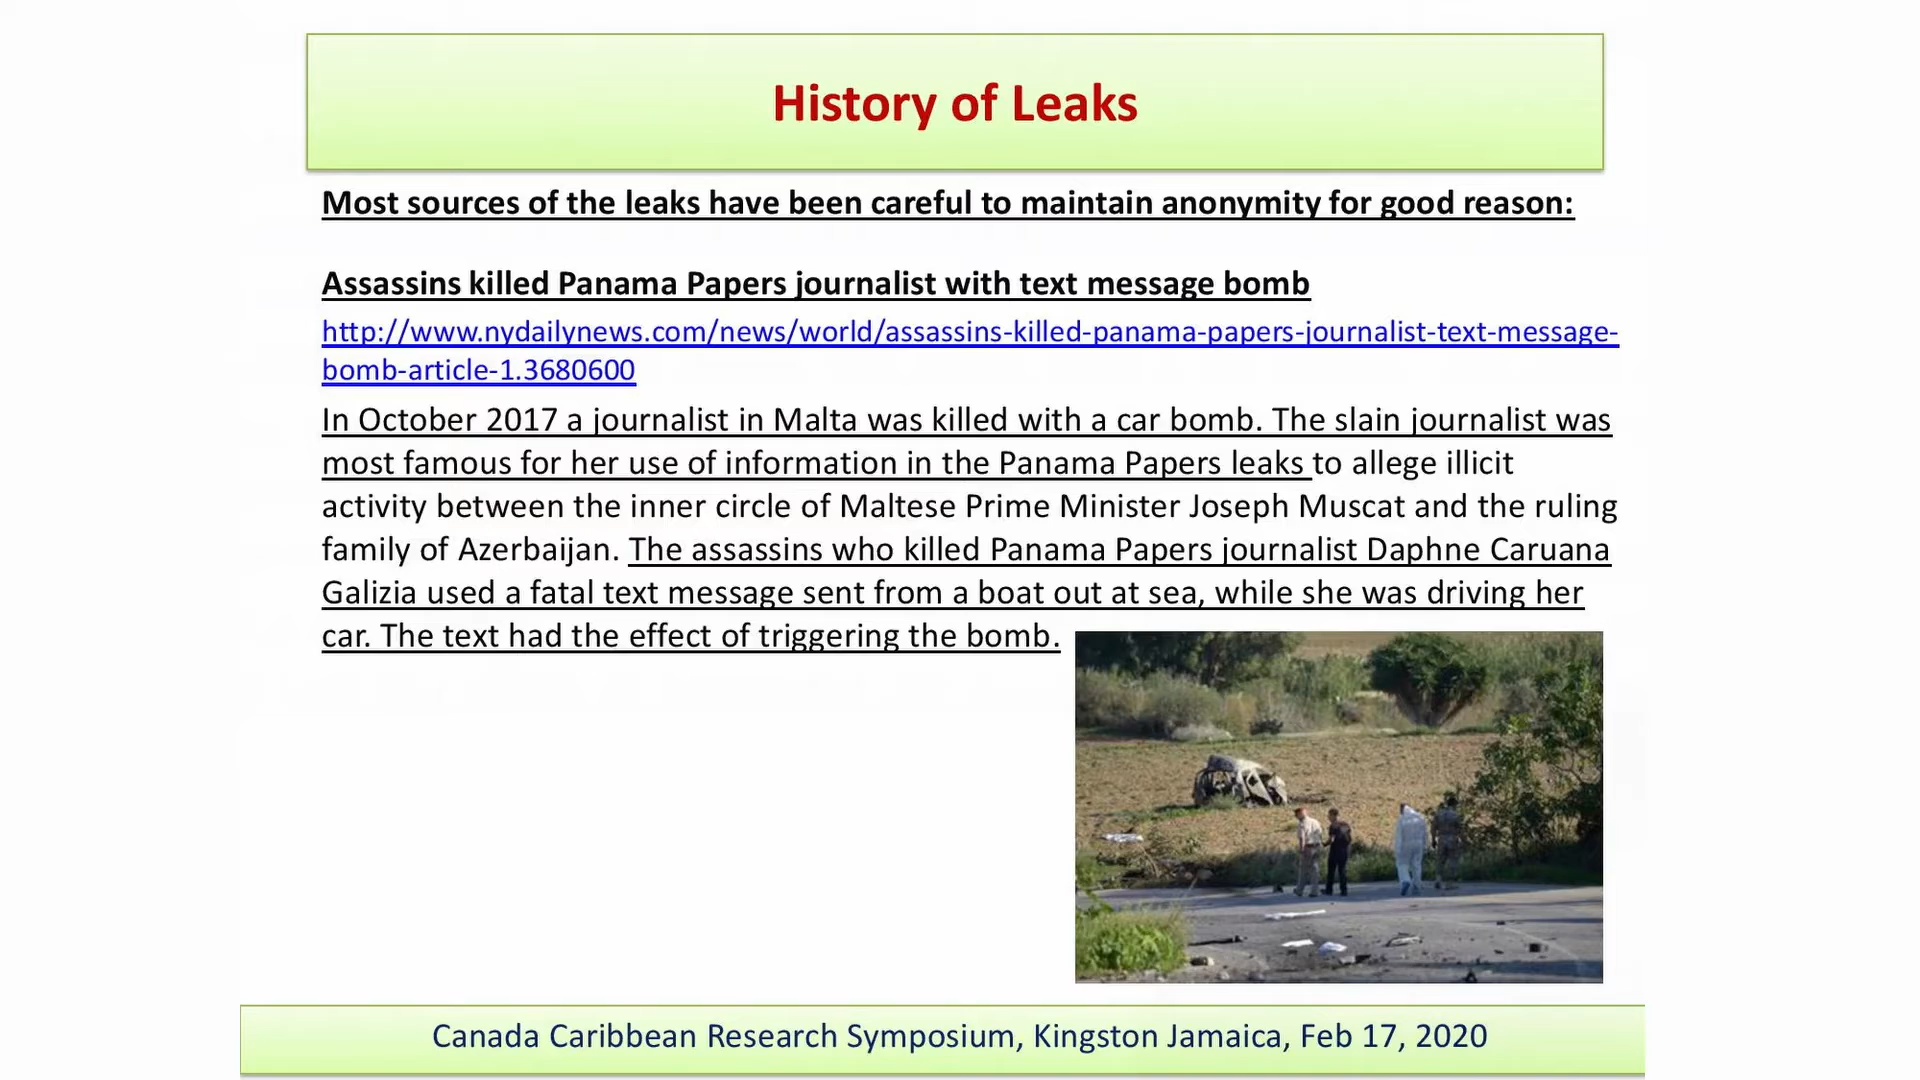 History of Leaks
Most sources of the leaks have been careful to maintain anonymity for good reason:
Assassins killed Panama Papers journalist with text message bomb
http://www.nydailynews.com/news/world/assassins-killed-panama-papers-journalist-text-message-
bomb-article-1.3680600
In October 2017 a journalist in Malta was killed with a car bomb. The slain journalist was
most famous for her use of information in the Panama Papers leaks to allege illicit
activity between the inner circle of Maltese Prime Minister Joseph Muscat and the ruling
family of Azerbaijan. The assassins who killed Panama Papers journalist Daphne Caruana
Galizia used a fatal text message sent from a boat out at sea, while she was driving her
car. The text had the effect of triggering the bomb.
Canada Caribbean Research Symposium, Kingston Jamaica, Feb 17, 2020